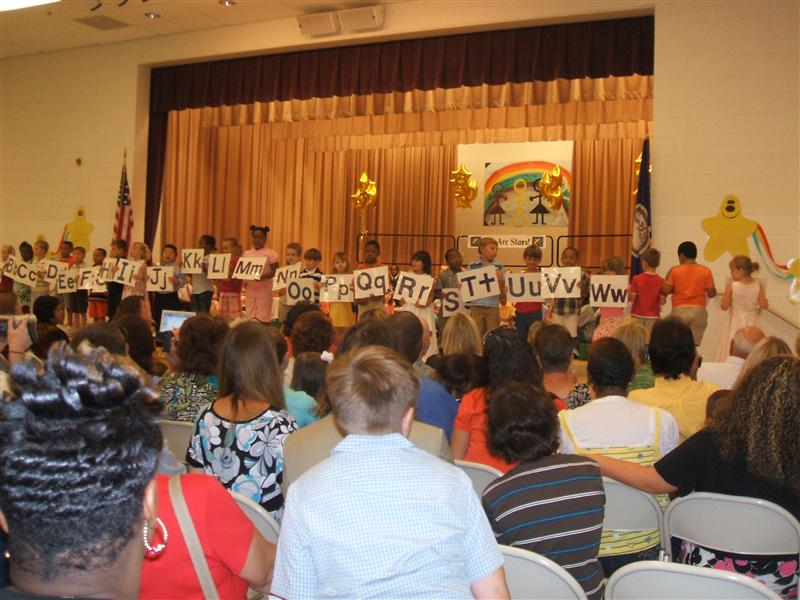 Bb Cc Dd Ee Ff Hh Ii Jj Kk Ll Mm Nn Oo Pp Qq Rr S Tt Uu Vv Ww
Are Stars!